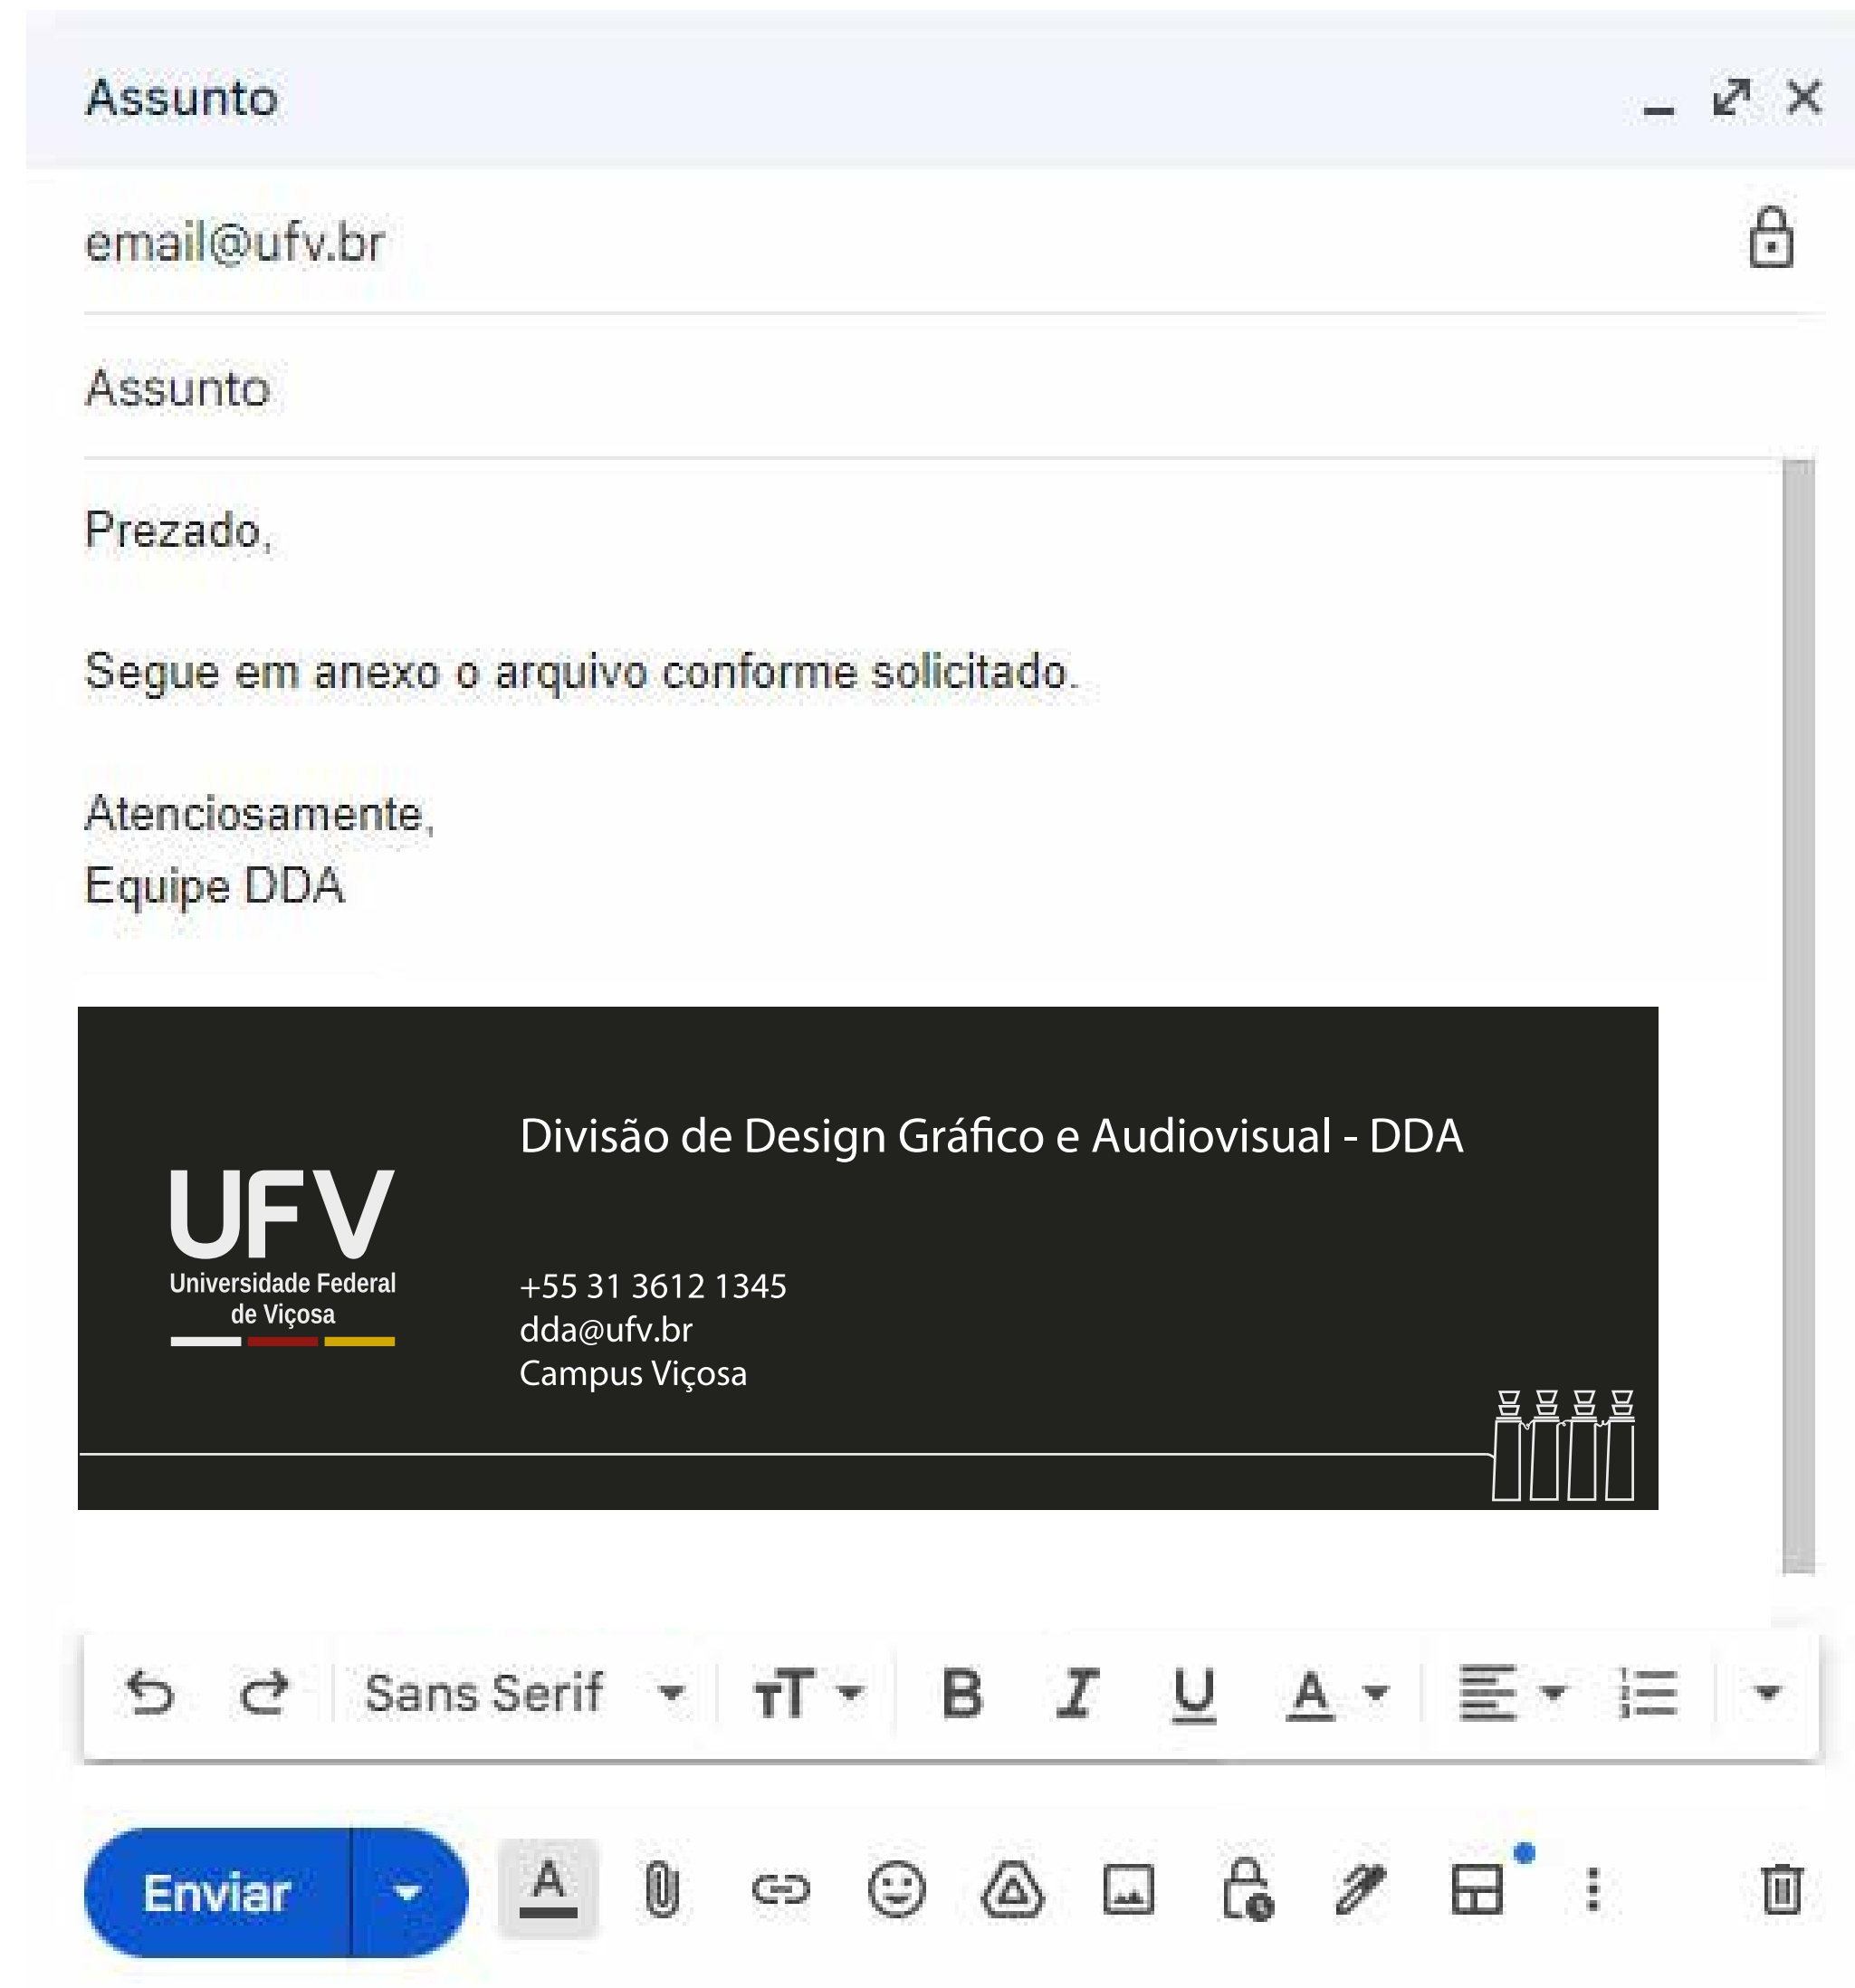 Assunto
email@ufv.br
Assunto
Prezado,
Segue em anexo o arquivo conforme solicitado.
Atenciosamente,
Equipe DDA
Divisão de Design Gráfico e Audiovisual - DDA
UFV
Universidade Federal
de Viçosa
+55 31 3612 1345
dda@ufv.br
Campus Viçosa
Sans Serif
Enviar